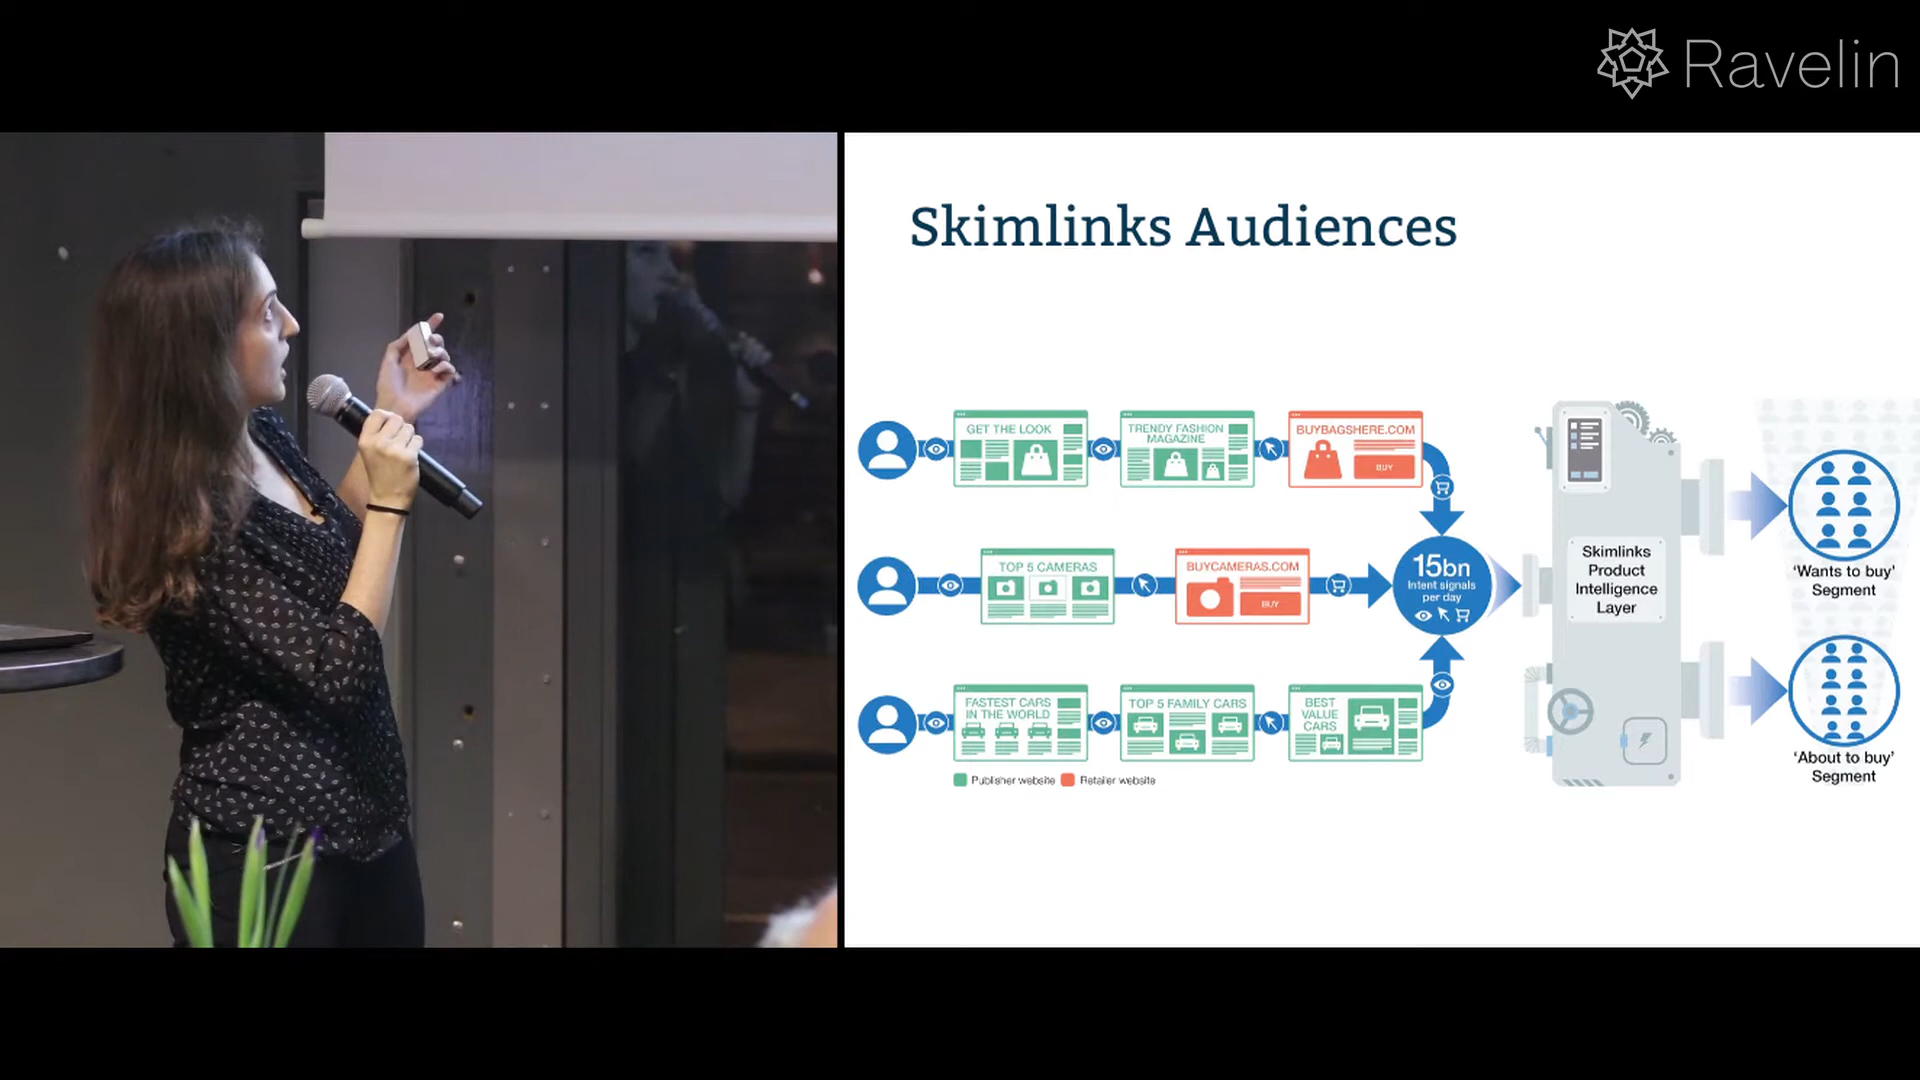 Ravelin
Skimlinks Audiences
GET THE LOOK
TRENDY FASHION
MAGAZINE
BUYBAGSHERE.COM
BUY
TOP 5 CAMERAS
BUYCAMERAS.COM
BUY
15bn
Intent signals
per day
Skimlinks
Product
Intelligence
Layer
'Wants to buy'
Segment
FASTEST CARS
IN THE WORLD
TOP 5 FAMILY CARS
BEST
VALUE
CARS
'About to buy'
Segment
Publisher website
Retailer website